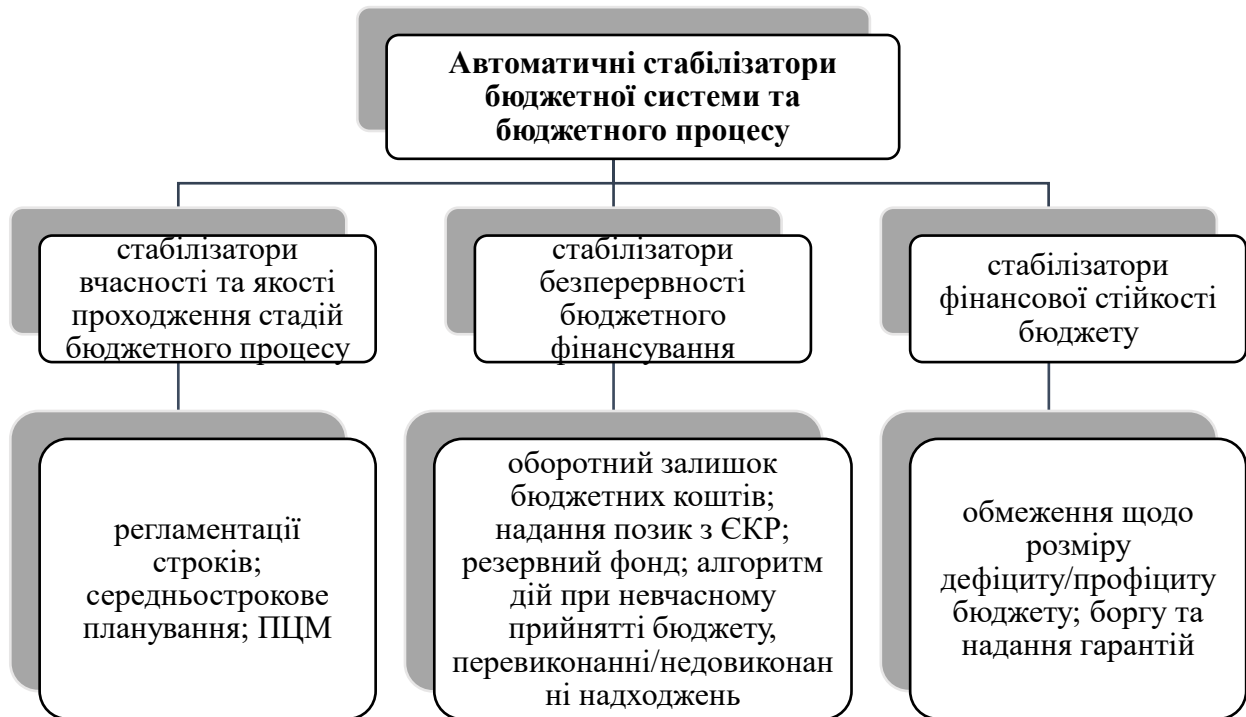 Автоматичні стабілізатори
бюджетної системи та
бюджетного процесу
стабілізатори
вчасності та якості
проходження стадій
бюджетного процесу
стабілізатори
безперервності
бюджетного
фінансування
стабілізатори
фінансової стійкості
бюджету
регламентації
строків;
середньострокове
планування; ПЦМ
оборотний залишок
бюджетних коштів;
надання позик з ЄКР;
резервний фонд; алгоритм
дій при невчасному
прийнятті бюджету,
перевиконанні/недовиконан
ні надходжень
обмеження щодо
розміру
дефіциту/профіциту
бюджету; боргу та
надання гарантій